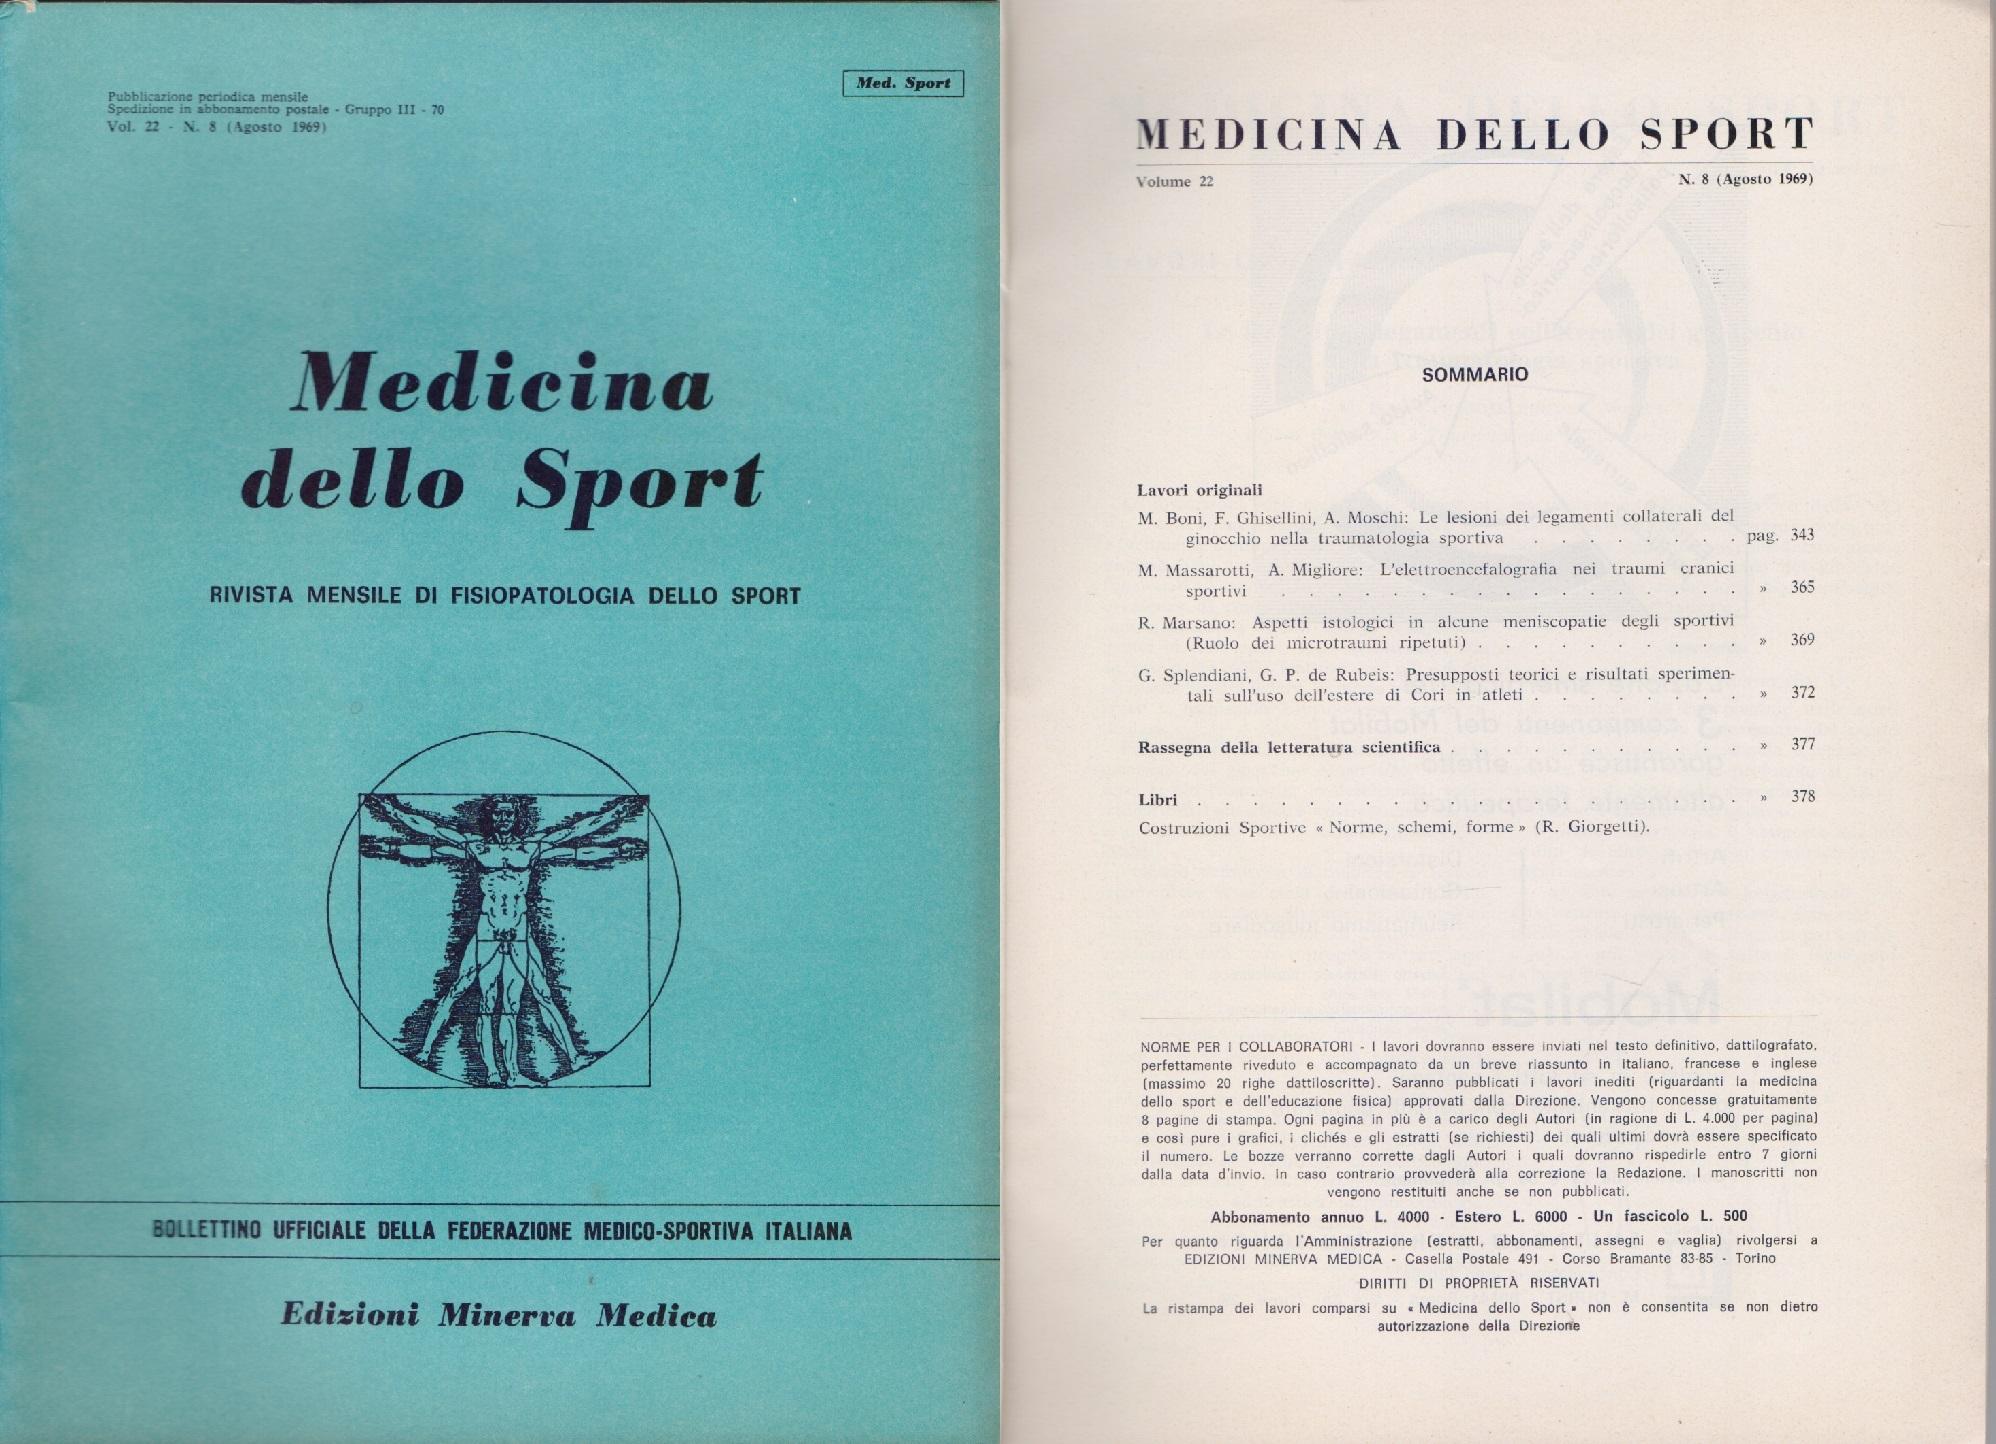 Med. Sport
Pubblicazione periodica mensile
Spedizione in abbonamento postale - Gruppo III - 70
Vol. 22 - N. 8 (Agosto 1969)
Medicina
dello Sport
RIVISTA MENSILE DI FISIOPATOLOGIA DELLO SPORT
BOLLETTINO UFFICIALE DELLA FEDERAZIONE MEDICO-SPORTIVA ITALIANA
Edizioni Minerva Medica
MEDICINA DELLO SPORT
Volume 22 N. 8 (Agosto 1969)
SOMMARIO
Lavori originali
M. Boni, F. Ghisellini, A. Moschi: Le lesioni dei legamenti collaterali del
ginocchio nella traumatologia sportiva . . . . . . . . pag. 343
M. Massarotti, A. Migliore: L'elettroencefalografia nei traumi cranici
sportivi . . . . . . . . . . . . . . . . . » 365
R. Marsano: Aspetti istologici in alcune meniscopatie degli sportivi
(Ruolo dei microtraumi ripetuti) . . . . . . . . . . » 369
G. Splendiani, G. P. de Rubeis: Presupposti teorici e risultati sperimen-
tali sull'uso dell'estere di Cori in atleti . . . . . . . . » 372
Rassegna della letteratura scientifica . . . . . . . . . . . » 377
Libri . . . . . . . . . . . . . . . . . . . . » 378
Costruzioni Sportive « Norme, schemi, forme » (R. Giorgetti).
NORME PER I COLLABORATORI - I lavori dovranno essere inviati nel testo definitivo, dattilografato,
perfettamente riveduto e accompagnato da un breve riassunto in italiano, francese e inglese
(massimo 20 righe dattiloscritte). Saranno pubblicati i lavori inediti (riguardanti la medicina
dello sport e dell'educazione fisica) approvati dalla Direzione. Vengono concesse gratuitamente
8 pagine di stampa. Ogni pagina in più è a carico degli Autori (in ragione di L. 4.000 per pagina)
e così pure i grafici, i clichés e gli estratti (se richiesti) dei quali ultimi dovrà essere specificato
il numero. Le bozze verranno corrette dagli Autori i quali dovranno rispedirle entro 7 giorni
dalla data d'invio. In caso contrario provvederà alla correzione la Redazione. I manoscritti non
vengono restituiti anche se non pubblicati.
Abbonamento annuo L. 4000 - Estero L. 6000 - Un fascicolo L. 500
Per quanto riguarda l'Amministrazione (estratti, abbonamenti, assegni e vaglia) rivolgersi a
EDIZIONI MINERVA MEDICA - Casella Postale 491 - Corso Bramante 83-85 - Torino
DIRITTI DI PROPRIETÀ RISERVATI
La ristampa dei lavori comparsi su « Medicina dello Sport » non è consentita se non dietro
autorizzazione della Direzione